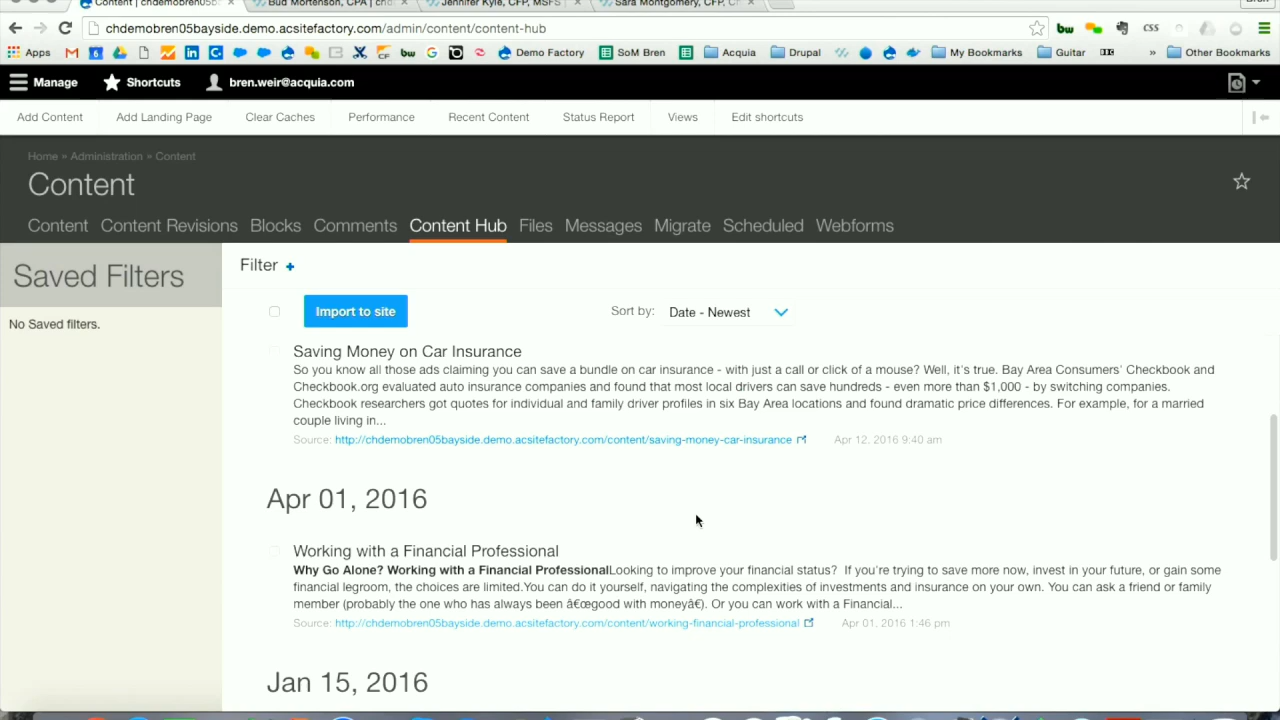 Content | chdemobren05b
Bud Mortenson, CPA | chd
Jennifer Kyle, CFP, MSFS
Sara Montgomery, CFP, C
Bren
chdemobren05bayside.demo.acsitefactory.com/admin/content/content-hub
bw
CSS
Apps
6
CF
bw
Demo Factory
SoM Bren
Acquia
Drupal
My Bookmarks
Guitar
»
Other Bookmarks
Manage
Shortcuts
bren.weir@acquia.com
Add Content
Add Landing Page
Clear Caches
Performance
Recent Content
Status Report
Views
Edit shortcuts
Home » Administration » Content
Content
Content
Content Revisions
Blocks
Comments
Content Hub
Files
Messages
Migrate
Scheduled
Webforms
Saved Filters
No Saved filters.
Filter +
Import to site
Sort by:
Date - Newest
Saving Money on Car Insurance
So you know all those ads claiming you can save a bundle on car insurance - with just a call or click of a mouse? Well, it's true. Bay Area Consumers' Checkbook and
Checkbook.org evaluated auto insurance companies and found that most local drivers can save hundreds - even more than $1,000 - by switching companies.
Checkbook researchers got quotes for individual and family driver profiles in six Bay Area locations and found dramatic price differences. For example, for a married
couple living in...
Source: http://chdemobren05bayside.demo.acsitefactory.com/content/saving-money-car-insurance
Apr 12, 2016 9:40 am
Apr 01, 2016
Working with a Financial Professional
Why Go Alone? Working with a Financial ProfessionalLooking to improve your financial status?  If you're trying to save more now, invest in your future, or gain some
financial legroom, the choices are limited.You can do it yourself, navigating the complexities of investments and insurance on your own. You can ask a friend or family
member (probably the one who has always been â€œgood with moneyâ€). Or you can work with a Financial...
Source: http://chdemobren05bayside.demo.acsitefactory.com/content/working-financial-professional
Apr 01, 2016 1:46 pm
Jan 15, 2016